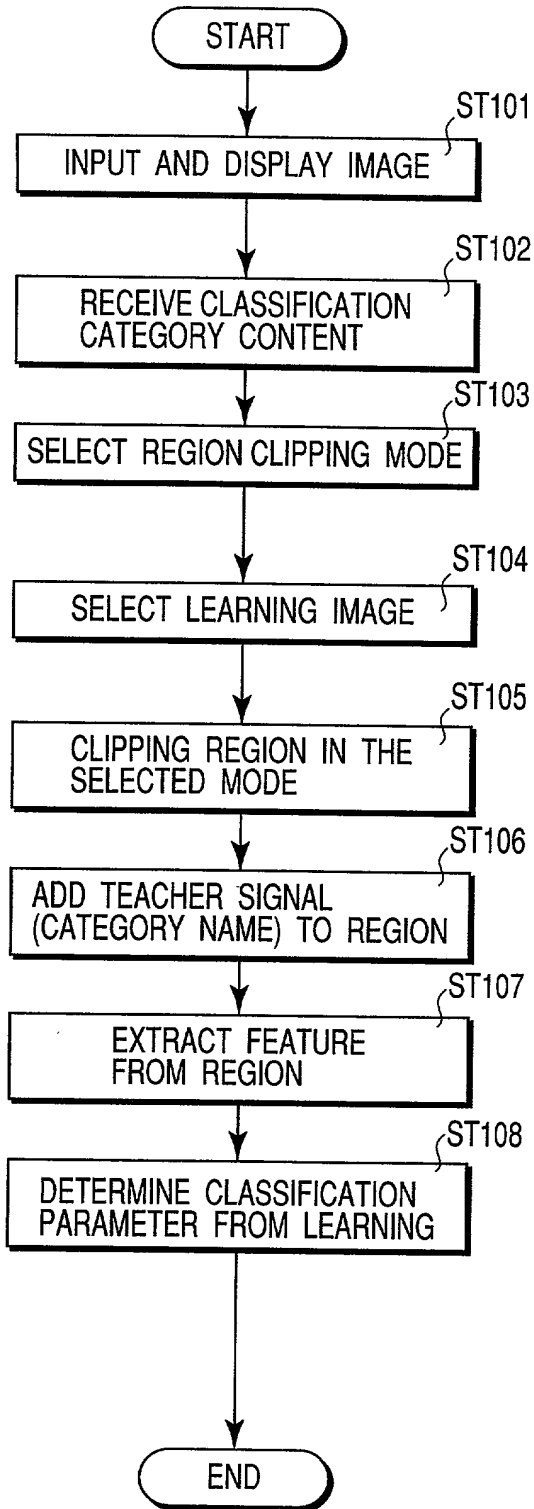 START
ST101
INPUT AND DISPLAY IMAGE
ST102
RECEIVE CLASSIFICATION
CATEGORY CONTENT
ST103
SELECT REGION CLIPPING MODE
ST104
SELECT LEARNING IMAGE
ST105
CLIPPING REGION IN THE
SELECTED MODE
ST106
ADD TEACHER SIGNAL
(CATEGORY NAME) TO REGION
ST107
EXTRACT FEATURE
FROM REGION
ST108
DETERMINE CLASSIFICATION
PARAMETER FROM LEARNING
END